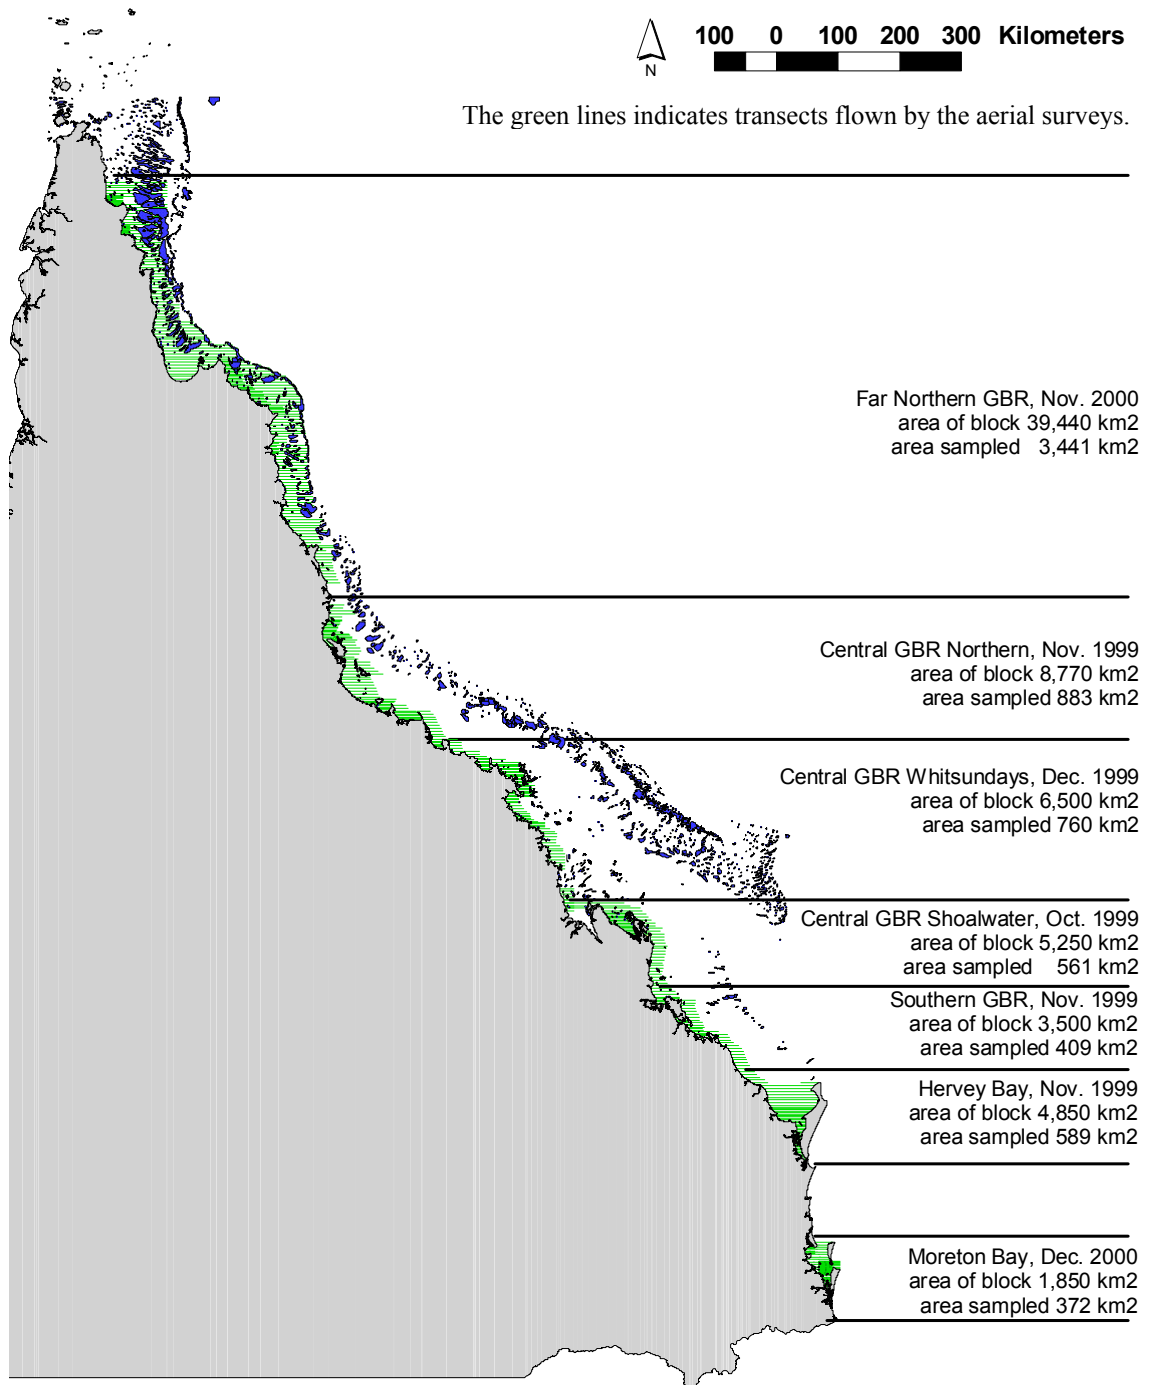 100 0 100 200 300 Kilometers
N
The green lines indicates transects flown by the aerial surveys.
Far Northern GBR, Nov. 2000
area of block 39,440 km2
area sampled 3,441 km2
Central GBR Northern, Nov. 1999
area of block 8,770 km2
area sampled 883 km2
Central GBR Whitsundays, Dec. 1999
area of block 6,500 km2
area sampled 760 km2
Central GBR Shoalwater, Oct. 1999
area of block 5,250 km2
area sampled 561 km2
Southern GBR, Nov. 1999
area of block 3,500 km2
area sampled 409 km2
Hervey Bay, Nov. 1999
area of block 4,850 km2
area sampled 589 km2
Moreton Bay, Dec. 2000
area of block 1,850 km2
area sampled 372 km2